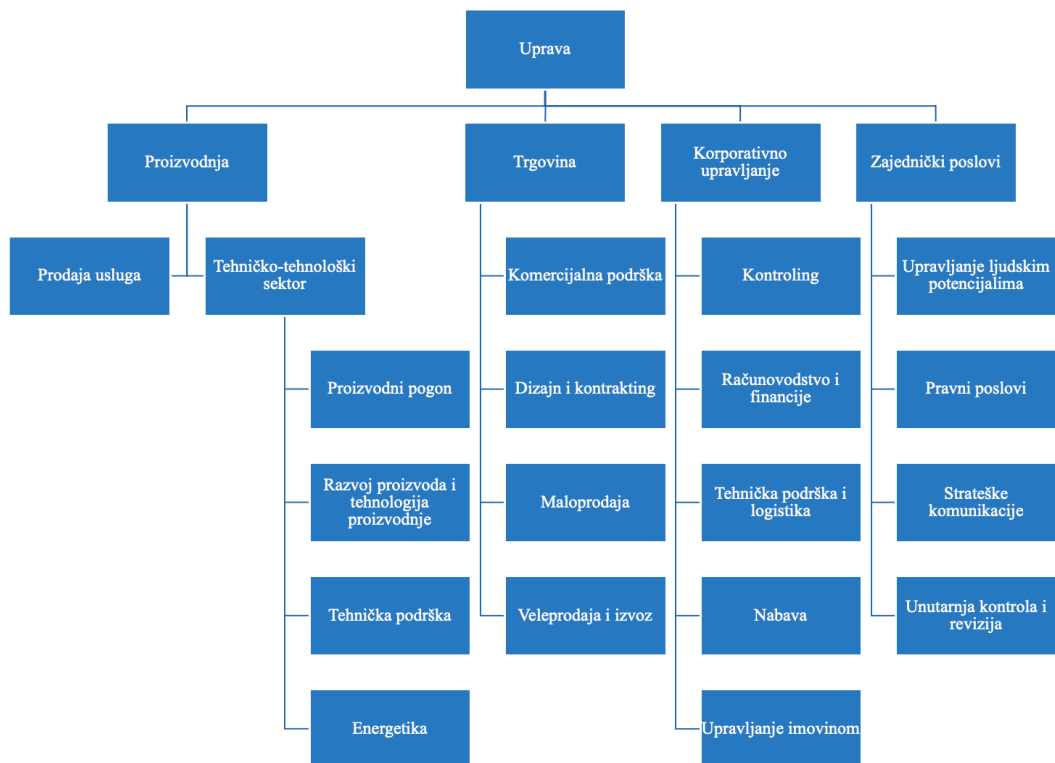 Uprava
Proizvodnja
Trgovina
Korporativno
upravljanje
Zajednički poslovi
Prodaja usluga
Tehničko-tehnološki
sektor
Komercijalna podrška
Kontroling
Upravljanje ljudskim
potencijalima
Proizvodni pogon
Dizajn i kontrakting
Računovodstvo i
financije
Pravni poslovi
Razvoj proizvoda i
tehnologija
proizvodnje
Maloprodaja
Tehnička podrška i
logistika
Strateške
komunikacije
Tehnička podrška
Veleprodaja i izvoz
Nabava
Unutarnja kontrola i
revizija
Energetika
Upravljanje imovinom